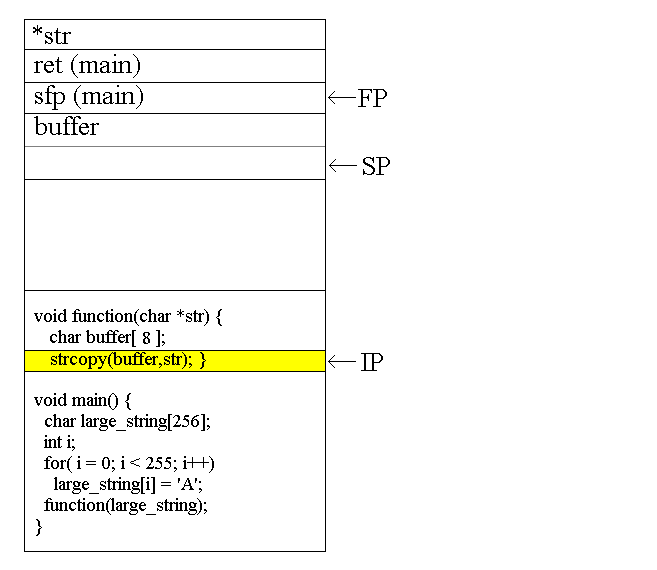 *str
ret (main)
sfp (main)
FP
buffer
SP
void function(char *str) {
char buffer[ 8 ];
strcopy(buffer,str); }
IP
void main() {
char large_string[256];
int i;
for( i = 0; i < 255; i++)
large_string[i] = 'A';
function(large_string);
}